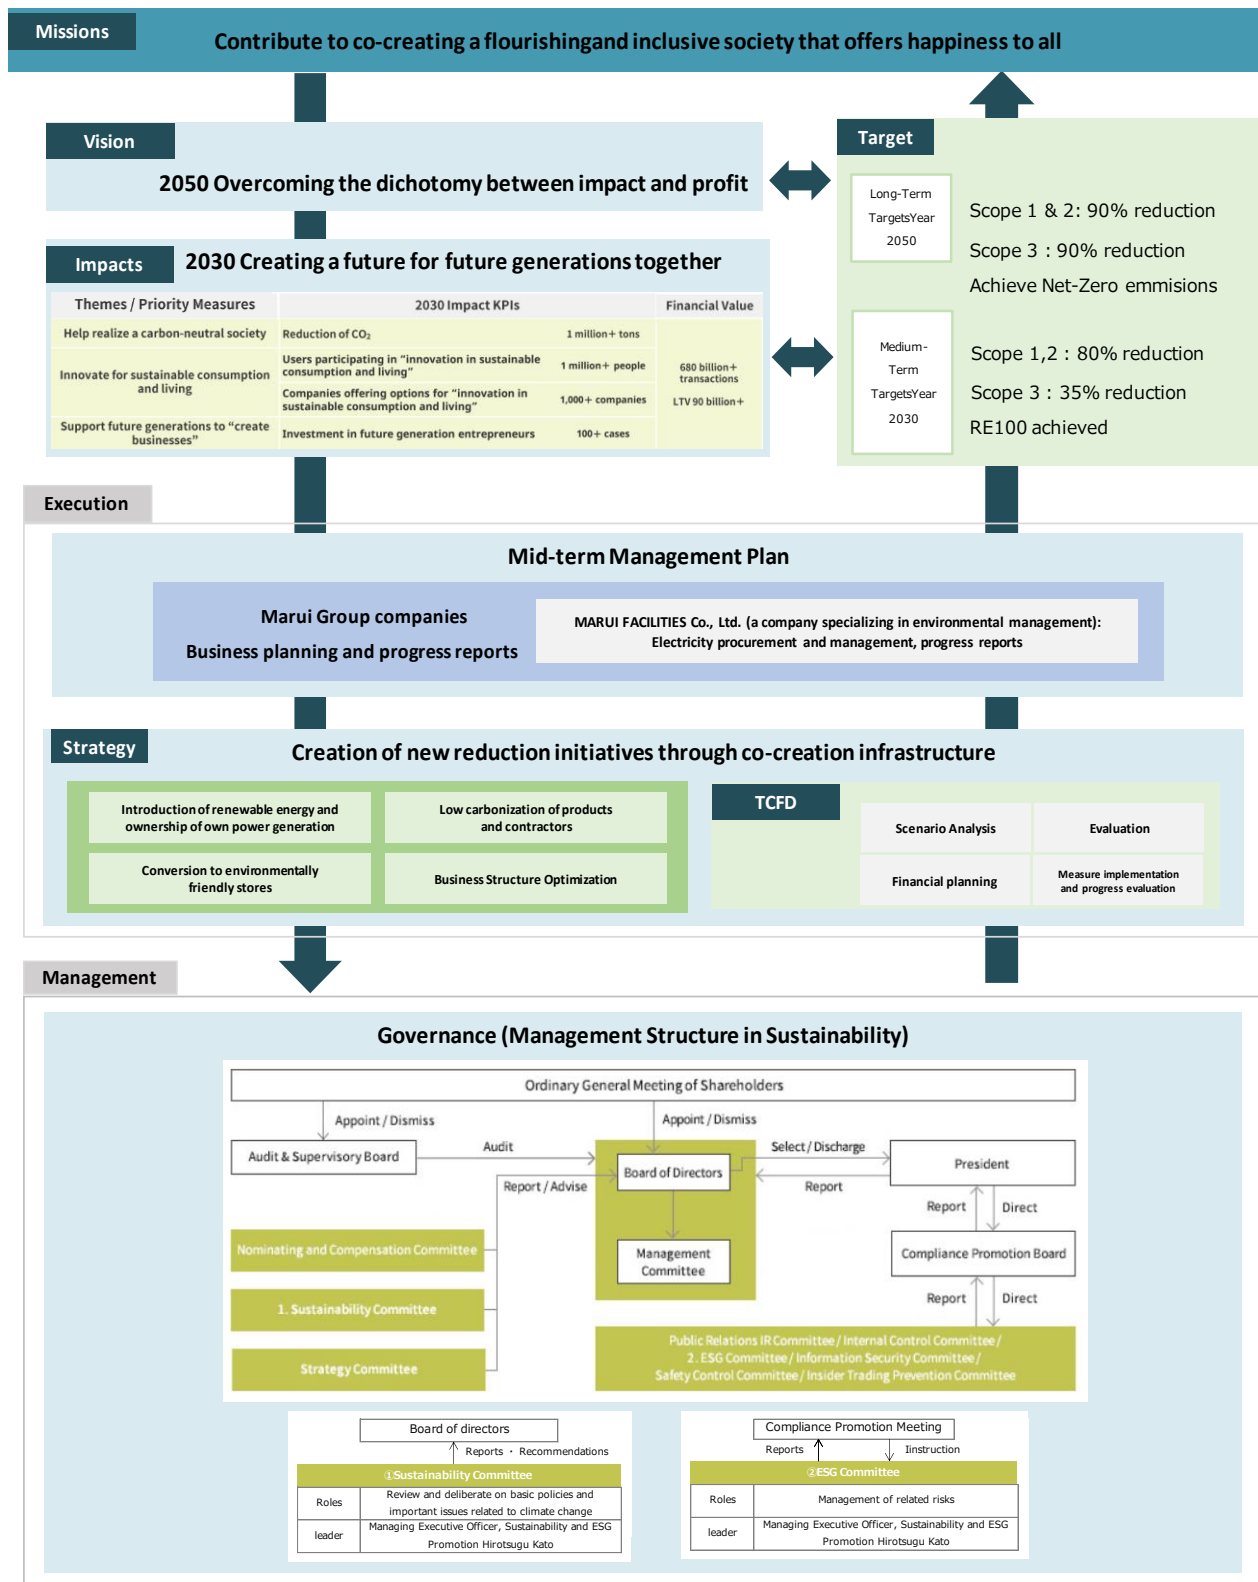 Missions
Contribute to co-creating a flourishingand inclusive society that offers happiness to all
Vision
2050 Overcoming the dichotomy between impact and profit
Target
Long-Term
TargetsYear
2050
Scope 1 & 2: 90% reduction
Scope 3 : 90% reduction
Achieve Net-Zero emmisions
Impacts
2030 Creating a future for future generations together
Themes / Priority Measures
2030 Impact KPIs
Financial Value
Help realize a carbon-neutral society
Reduction of CO₂
1 million+ tons
Innovate for sustainable consumption
and living
Users participating in “innovation in sustainable
consumption and living”
1 million+ people
Companies offering options for “innovation in
sustainable consumption and living”
1,000+ companies
Support future generations to “create
businesses”
Investment in future generation entrepreneurs
100+ cases
680 billion+
transactions
LTV 90 billion+
Medium-
Term
TargetsYear
2030
Scope 1,2 : 80% reduction
Scope 3 : 35% reduction
RE100 achieved
Execution
Mid-term Management Plan
Marui Group companies
Business planning and progress reports
MARUI FACILITIES Co., Ltd. (a company specializing in environmental management):
Electricity procurement and management, progress reports
Strategy
Creation of new reduction initiatives through co-creation infrastructure
Introduction of renewable energy and
ownership of own power generation
Low carbonization of products
and contractors
Conversion to environmentally
friendly stores
Business Structure Optimization
TCFD
Scenario Analysis
Evaluation
Financial planning
Measure implementation
and progress evaluation
Management
Governance (Management Structure in Sustainability)
Ordinary General Meeting of Shareholders
Appoint / Dismiss
Appoint / Dismiss
Audit & Supervisory Board
Audit
Board of Directors
Select / Discharge
President
Report / Advise
Report
Report
Direct
Nominating and Compensation Committee
Management
Committee
Compliance Promotion Board
1. Sustainability Committee
Report
Direct
Strategy Committee
Public Relations IR Committee / Internal Control Committee /
2. ESG Committee / Information Security Committee /
Safety Control Committee / Insider Trading Prevention Committee
Board of directors
Reports・Recommendations
①Sustainability Committee
Roles
Review and deliberate on basic policies and
important issues related to climate change
leader
Managing Executive Officer, Sustainability and ESG
Promotion Hirotsugu Kato
Compliance Promotion Meeting
Reports
Iinstruction
②ESG Committee
Roles
Management of related risks
leader
Managing Executive Officer, Sustainability and ESG
Promotion Hirotsugu Kato